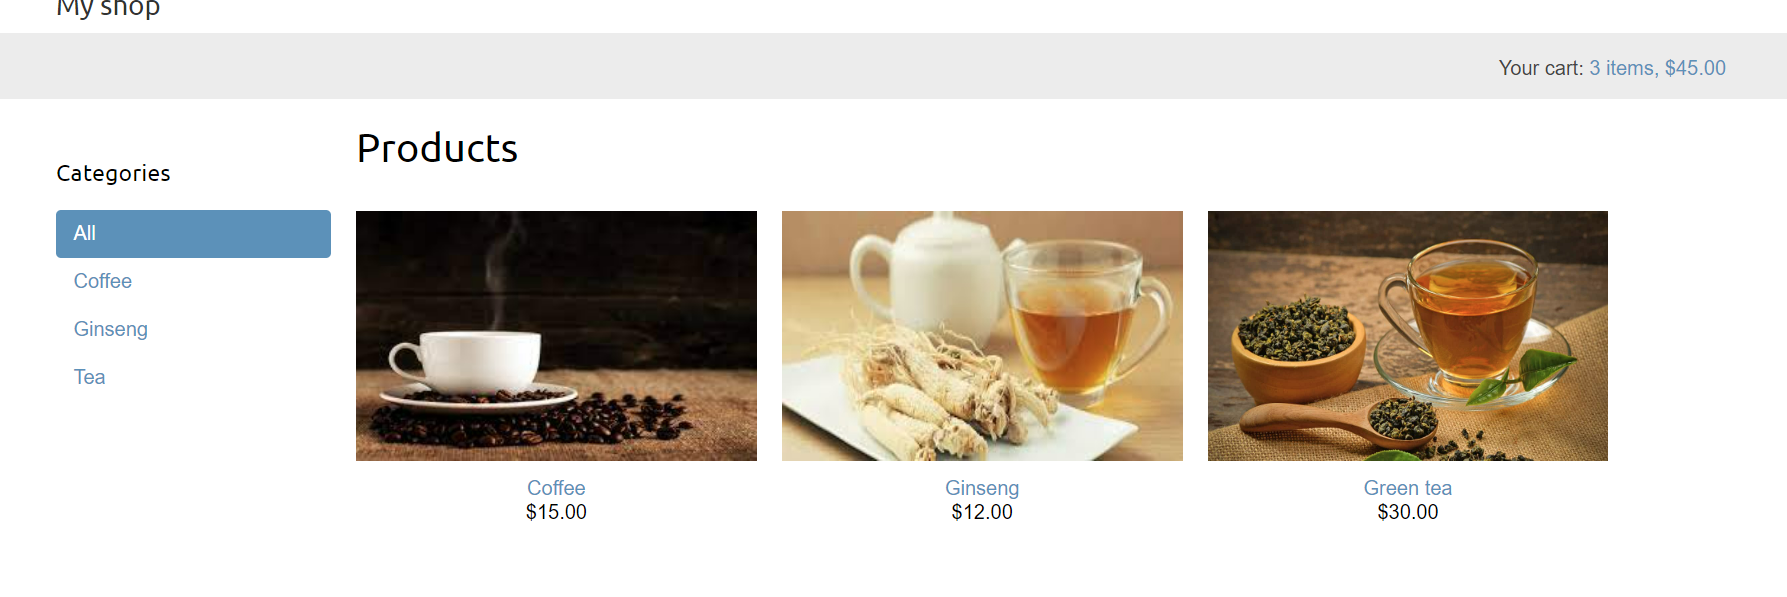 My shop
Your cart: 3 items, $45.00
Products
Categories
All
Coffee
Ginseng
Tea
Coffee
$15.00
Ginseng
$12.00
Green tea
$30.00